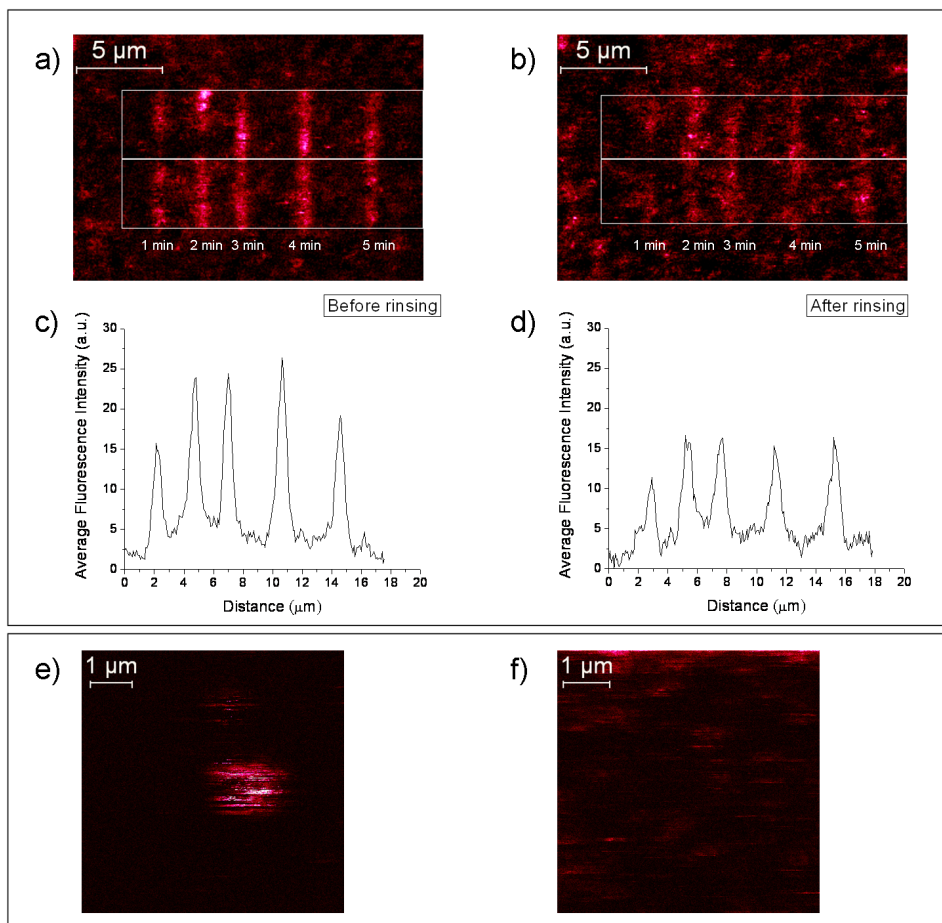 a)
5 µm
1 min 2 min 3 min 4 min 5 min
b)
5 µm
1 min 2 min 3 min 4 min 5 min
Before rinsing
After rinsing
c)
Average Fluorescence Intensity (a.u.)
30
25
20
15
10
5
0
0 2 4 6 8 10 12 14 16 18 20
Distance (µm)
d)
Average Fluorescence Intensity (a.u.)
30
25
20
15
10
5
0
0 2 4 6 8 10 12 14 16 18 20
Distance (µm)
e)
1 µm
f)
1 µm